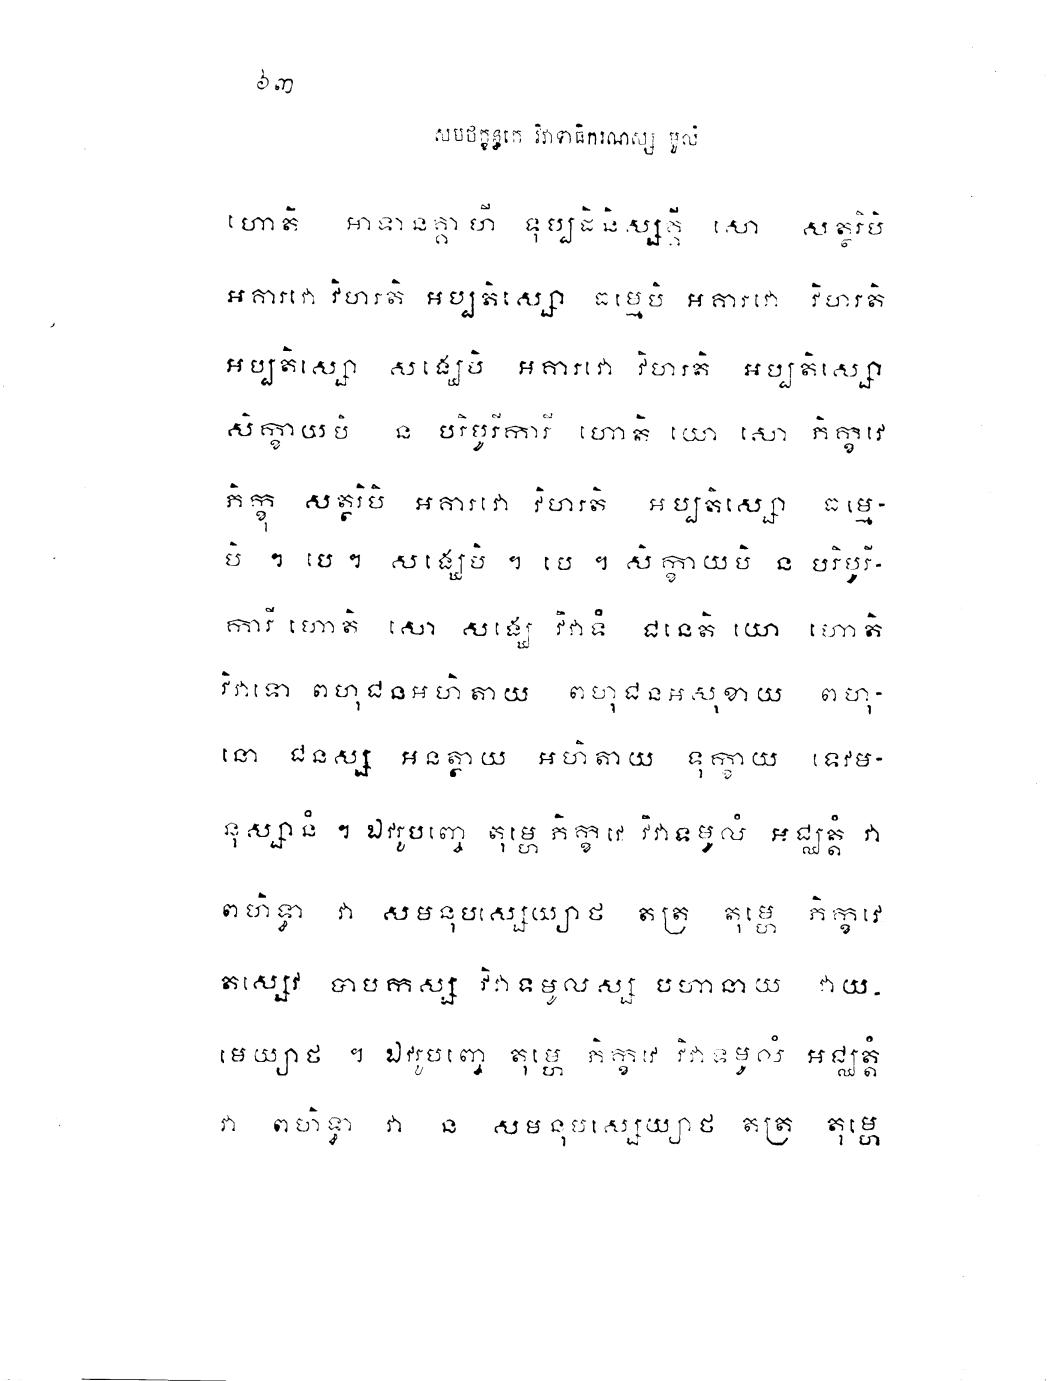 ៦៣
សមថក្ខន្ធកេ វិវាទាធិករណស្ស មូលំ
ហោតិ អាទានគ្គាហី ទុប្បដិនិស្សគ្គី សោ សត្ថរិបិ
អគារវោ វិហរតិ អប្បតិស្សោ ធម្មេបិ អគារវោ វិហរតិ
អប្បតិស្សោ សង្ឃេបិ អគារវោ វិហរតិ អប្បតិស្សោ
សិក្ខាយបិ ន បរិបូរីការី ហោតិ យោ សោ ភិក្ខវេ
ភិក្ខុ សត្ថរិបិ អគារវោ វិហរតិ អប្បតិស្សោ ធម្មេ-
បិ ។ បេ ។ សង្ឃេបិ ។ បេ ។ សិក្ខាយបិ ន បរិបូរី-
ការី ហោតិ សោ សង្ឃេ វិវាទំ ជនេតិ យោ ហោតិ
វិវាទោ ពហុជនអហិតាយ ពហុជនអសុខាយ ពហុ-
នោ ជនស្ស អនត្ថាយ អហិតាយ ទុក្ខាយ ទេវម-
នុស្សានំ ។ ឯវរូបញ្ចេ តុម្ហេ ភិក្ខវេ វិវាទមូលំ អជ្ឈត្តំ វា
ពហិទ្ធា វា សមនុបស្សេយ្យាថ តត្រ តុម្ហេ ភិក្ខវេ
តស្សេវ បាបកស្ស វិវាទមូលស្ស បហានាយ វាយ-
មេយ្យាថ ។ ឯវរូបញ្ចេ តុម្ហេ ភិក្ខវេ វិវាទមូលំ អជ្ឈត្តំ
វា ពហិទ្ធា វា ន សមនុបស្សេយ្យាថ តត្រ តុម្ហេ